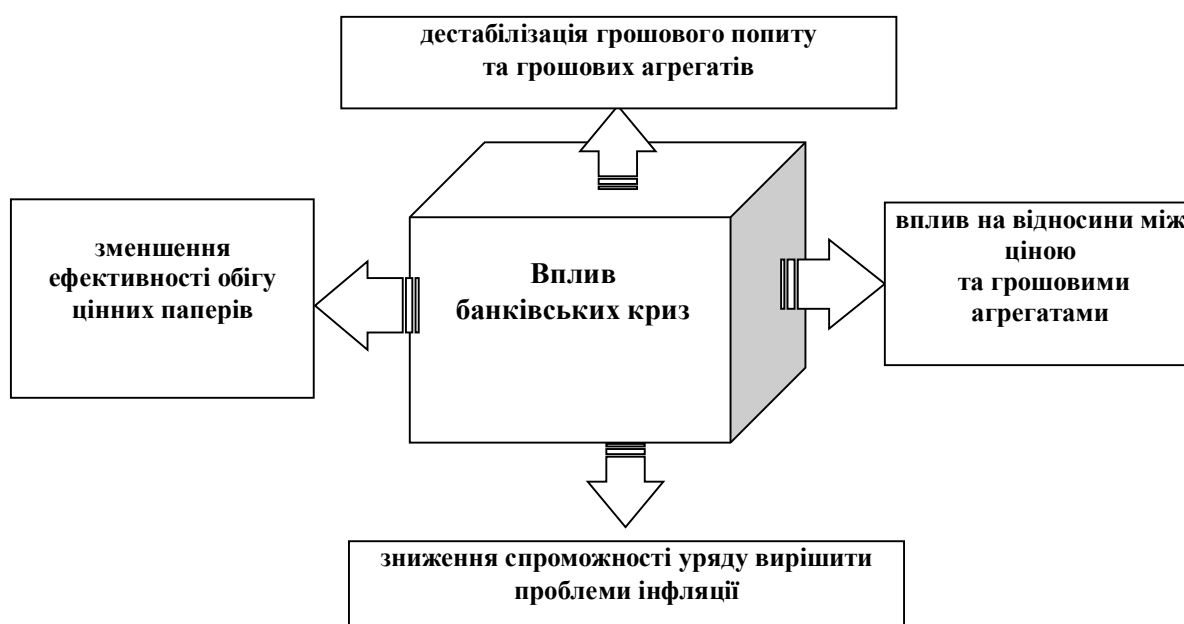 дестабілізація грошового попиту
та грошових агрегатів
зменшення
ефективності обігу
цінних паперів
Вплив
банківських криз
вплив на відносини між
ціною
та грошовими
агрегатами
зниження спроможності уряду вирішити
проблеми інфляції